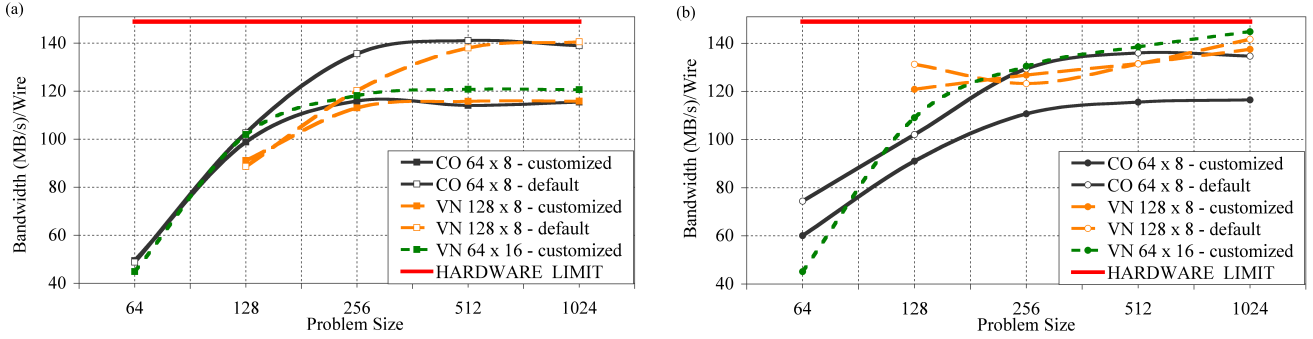 (a)
Bandwidth (MB/s)/Wire
140
120
100
80
60
40
64
128
256
512
1024
Problem Size
CO 64 x 8 - customized
CO 64 x 8 - default
VN 128 x 8 - customized
VN 128 x 8 - default
VN 64 x 16 - customized
HARDWARE LIMIT
(b)
Bandwidth (MB/s)/Wire
140
120
100
80
60
40
64
128
256
512
1024
Problem Size
CO 64 x 8 - customized
CO 64 x 8 - default
VN 128 x 8 - customized
VN 128 x 8 - default
VN 64 x 16 - customized
HARDWARE LIMIT